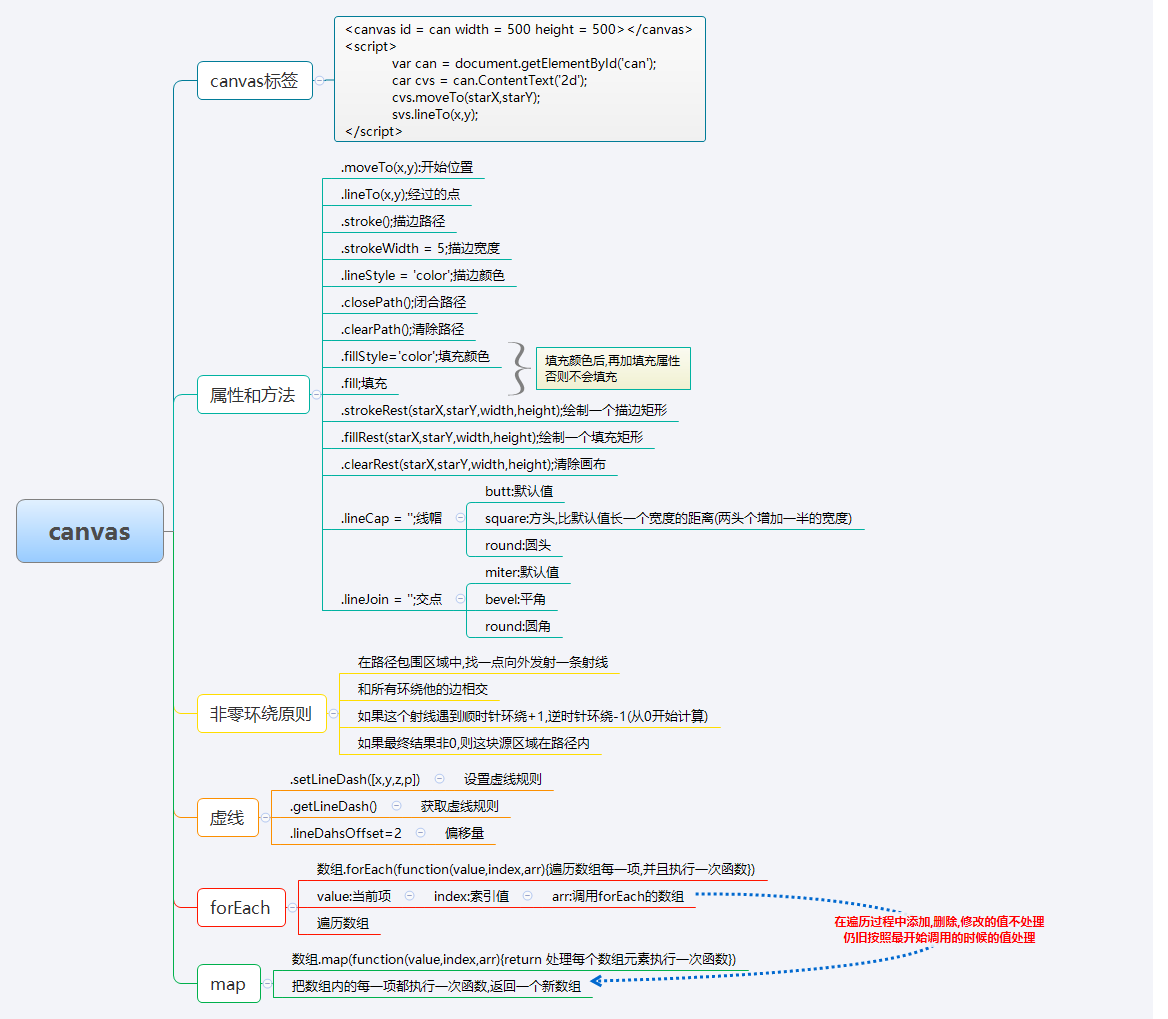 canvas
canvas标签
<canvas id = can width = 500 height = 500></canvas>
<script>
var can = document.getElementById('can');
car cvs = can.ContentText('2d');
cvs.moveTo(starX,starY);
svs.lineTo(x,y);
</script>
属性和方法
.moveTo(x,y):开始位置
.lineTo(x,y);经过的点
.stroke();描边路径
.strokeWidth = 5;描边宽度
.lineStyle = 'color';描边颜色
.closePath();闭合路径
.clearPath();清除路径
.fillStyle='color';填充颜色
.fill;填充
填充颜色后,再加填充属性
否则不会填充
.strokeRest(starX,starY,width,height);绘制一个描边矩形
.fillRest(starX,starY,width,height);绘制一个填充矩形
.clearRest(starX,starY,width,height);清除画布
.lineCap = '';线帽
butt:默认值
square:方头,比默认值长一个宽度的距离(两头个增加一半的宽度)
round:圆头
.lineJoin = '';交点
miter:默认值
bevel:平角
round:圆角
非零环绕原则
在路径包围区域中,找一点向外发射一条射线
和所有环绕他的边相交
如果这个射线遇到顺时针环绕+1,逆时针环绕-1(从0开始计算)
如果最终结果非0,则这块源区域在路径内
虚线
.setLineDash([x,y,z,p]) 设置虚线规则
.getLineDash() 获取虚线规则
.lineDahsOffset=2 偏移量
forEach
数组.forEach(function(value,index,arr){遍历数组每一项,并且执行一次函数})
value:当前项 index:索引值 arr:调用forEach的数组
遍历数组
在遍历过程中添加,删除,修改的值不处理
仍旧按照最开始调用的时候的值处理
map
数组.map(function(value,index,arr){return 处理每个数组元素执行一次函数})
把数组内的每一项都执行一次函数,返回一个新数组